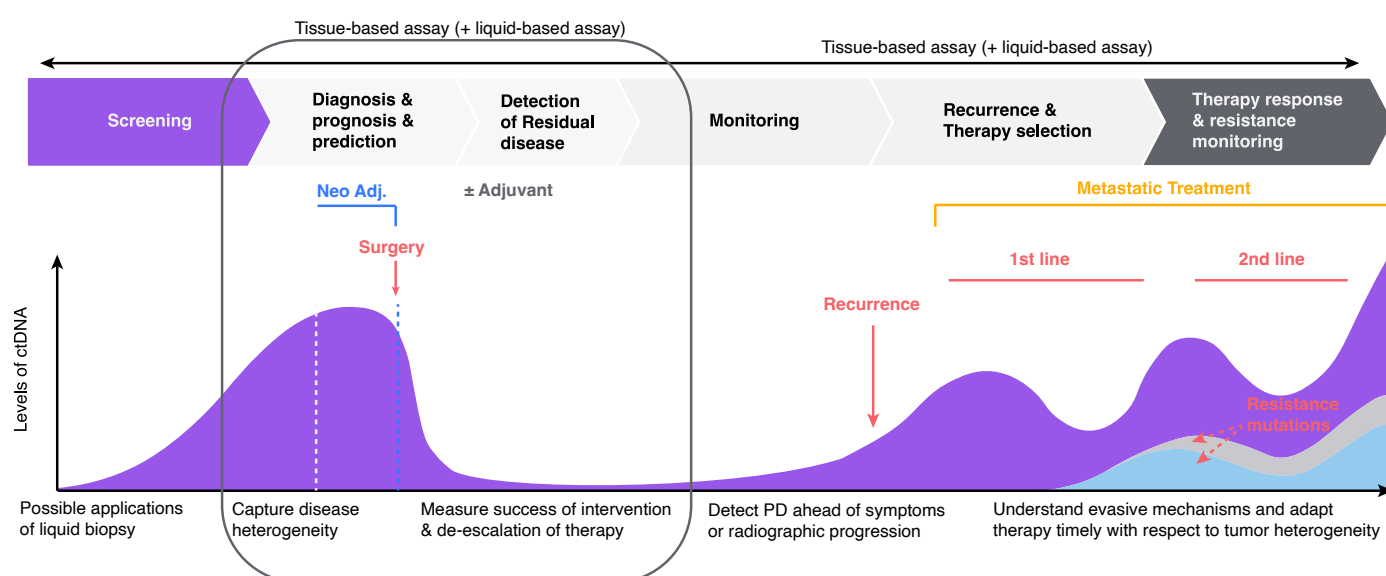 Tissue-based assay (+ liquid-based assay)
Tissue-based assay (+ liquid-based assay)
Screening
Diagnosis &
prognosis &
prediction
Detection
of Residual
disease
Monitoring
Recurrence &
Therapy selection
Therapy response
& resistance
monitoring
Neo Adj.
± Adjuvant
Metastatic Treatment
Surgery
1st line
2nd line
Recurrence
Levels of ctDNA
Resistance
mutations
Possible applications
of liquid biopsy
Capture disease
heterogeneity
Measure success of intervention
& de-escalation of therapy
Detect PD ahead of symptoms
or radiographic progression
Understand evasive mechanisms and adapt
therapy timely with respect to tumor heterogeneity